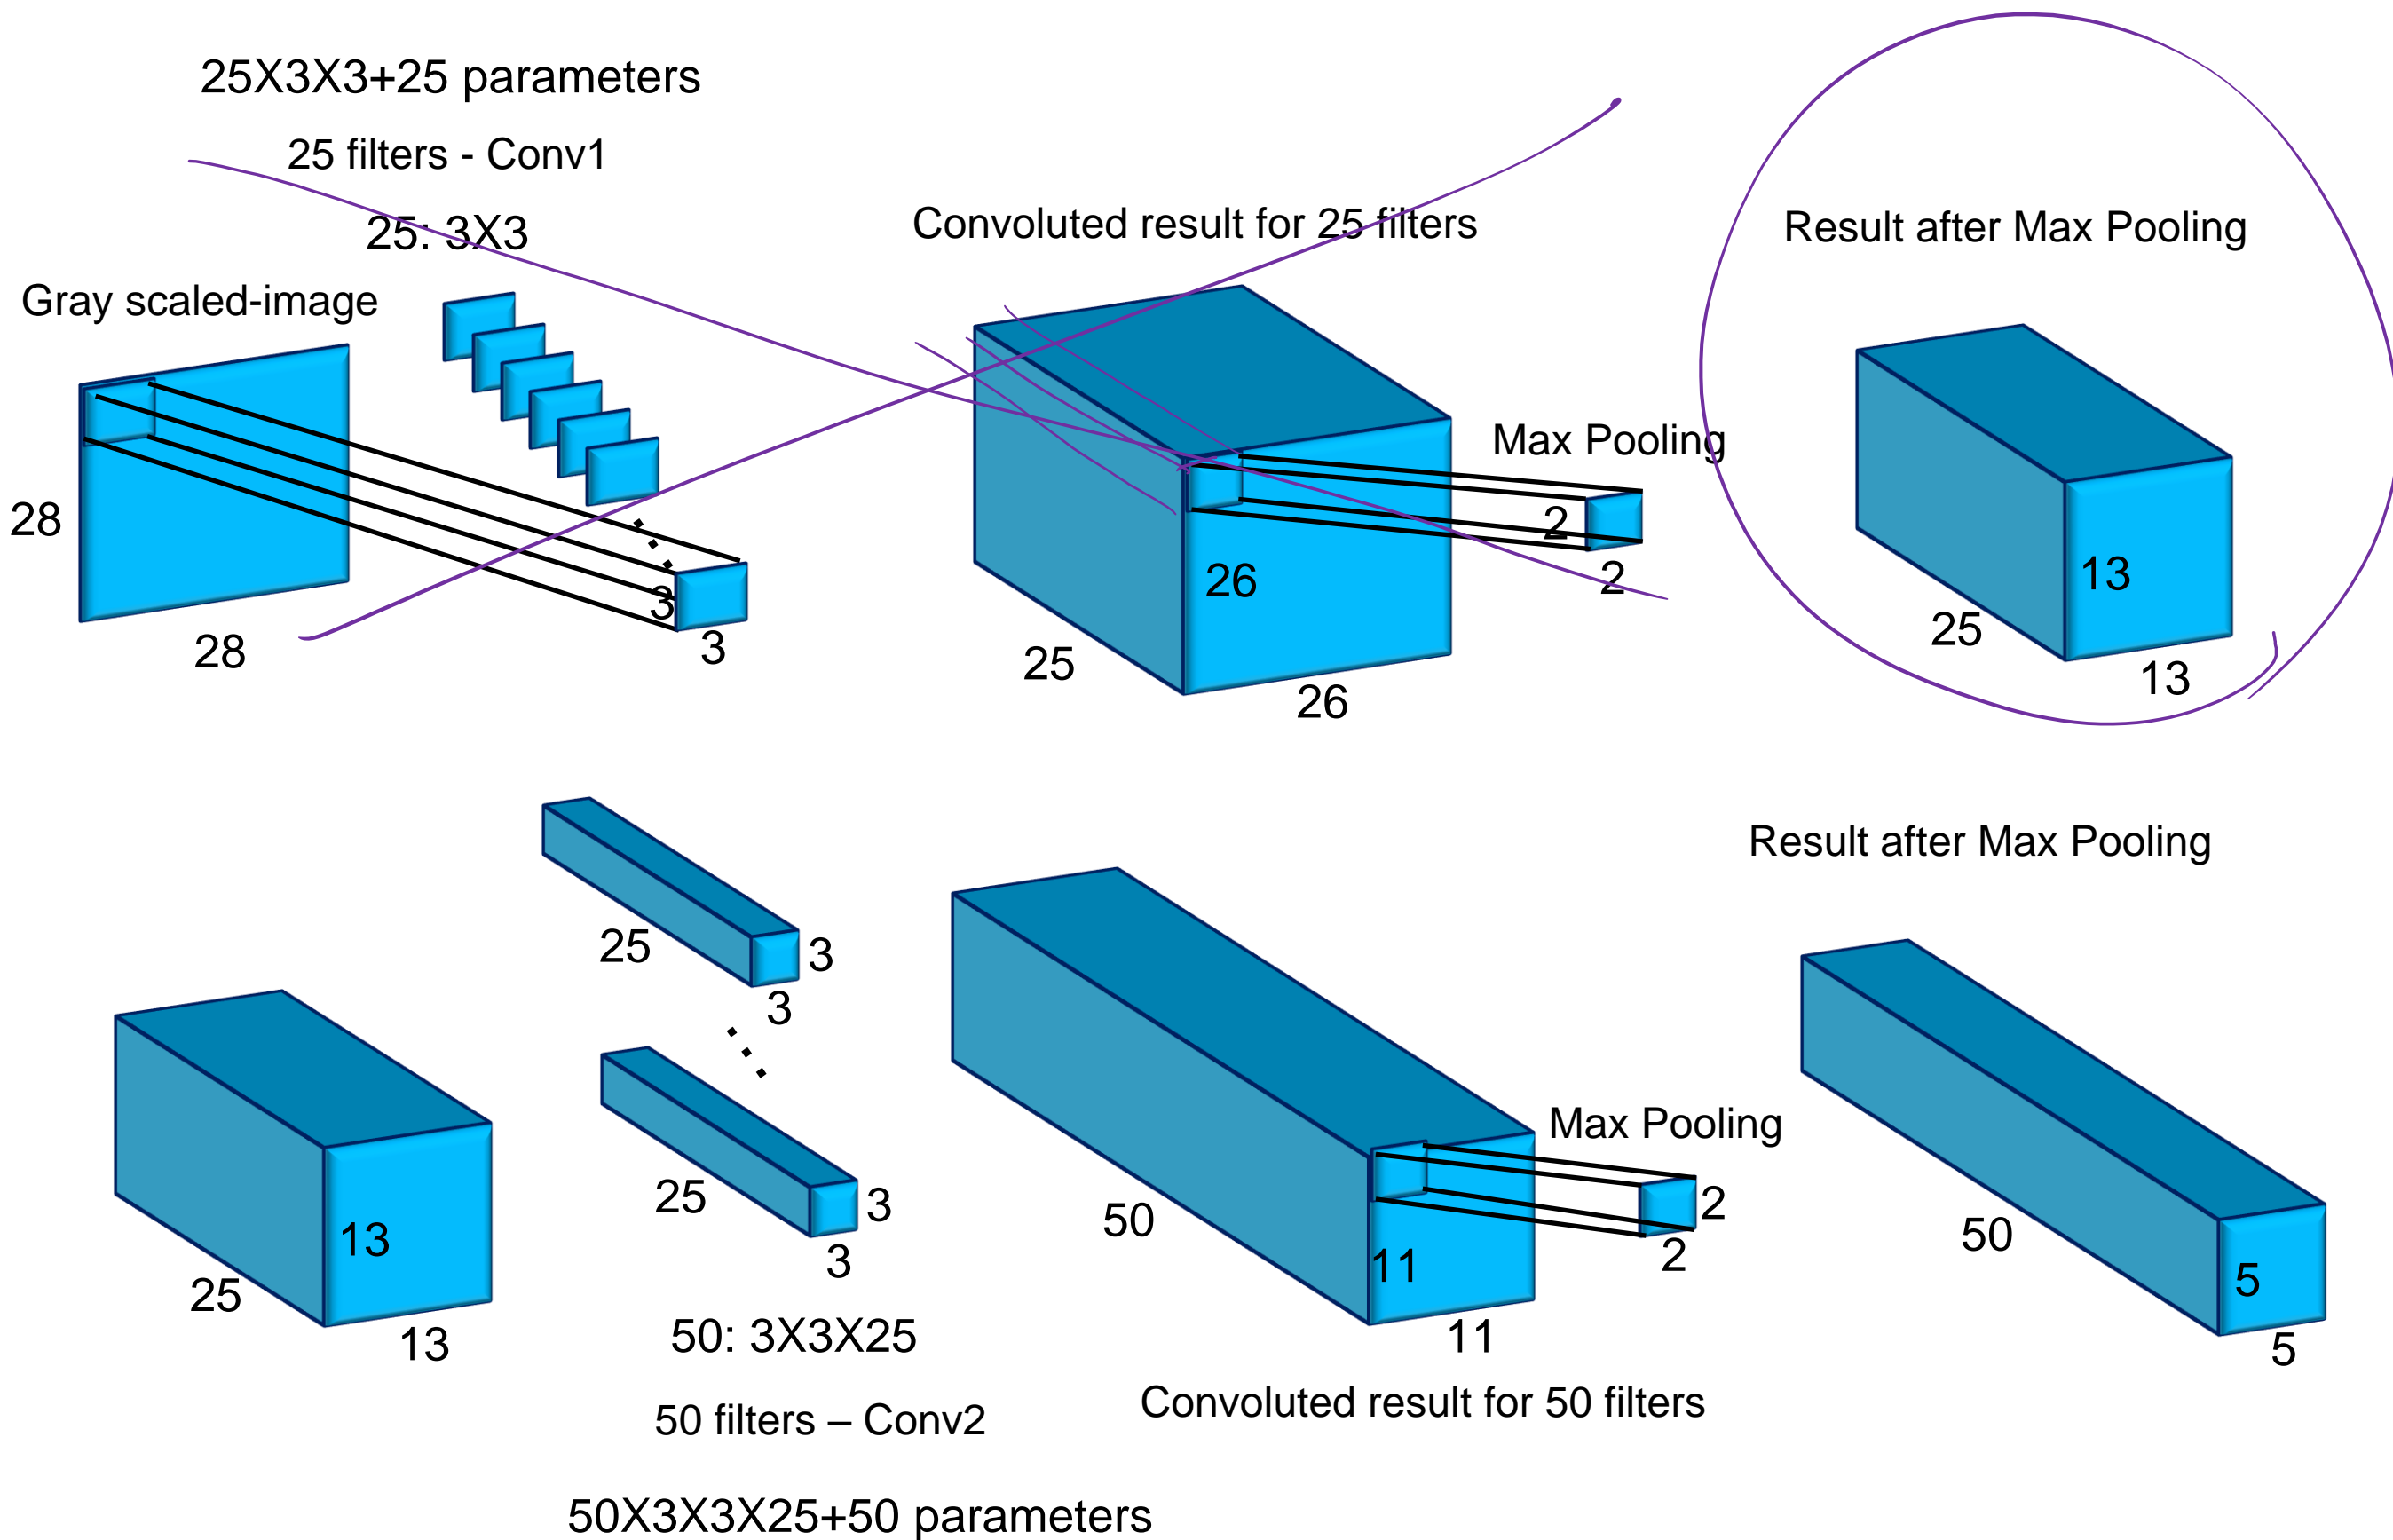 25X3X3+25 parameters
25 filters - Conv1
25: 3X3
Gray scaled-image
28
28
3
3
Convoluted result for 25 filters
25
26
26
Max Pooling
2
2
Result after Max Pooling
25
13
13
25
13
13
25
3
3
25
3
3
50: 3X3X25
50 filters – Conv2
50X3X3X25+50 parameters
50
11
11
Convoluted result for 50 filters
Max Pooling
2
2
Result after Max Pooling
50
5
5